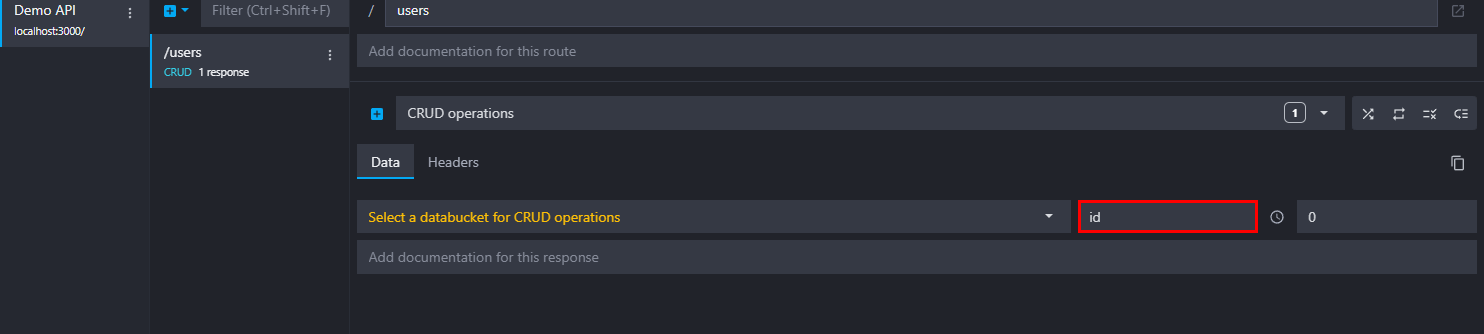 Demo API
localhost:3000/
Filter (Ctrl+Shift+F)
/users
CRUD 1 response
/ users
Add documentation for this route
CRUD operations 1
Data Headers
Select a databucket for CRUD operations id 0
Add documentation for this response